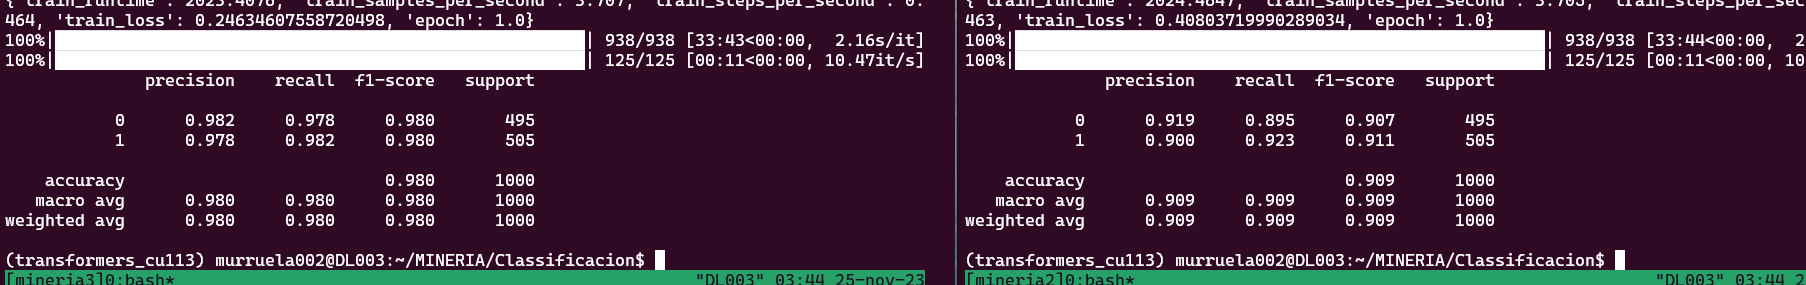 {'train_runtime': 2023.4076, 'train_samples_per_second': 3.707, 'train_steps_per_second': 0.
464, 'train_loss': 0.24634607558720498, 'epoch': 1.0}
100%| | 938/938 [33:43<00:00, 2.16s/it]
100%| | 125/125 [00:11<00:00, 10.47it/s]
precision recall f1-score support
0 0.982 0.978 0.980 495
1 0.978 0.982 0.980 505
accuracy 0.980 1000
macro avg 0.980 0.980 0.980 1000
weighted avg 0.980 0.980 0.980 1000
(transformers_cu113) murruela002@DL003:~/MINERIA/Classificacion$
[mineria3]0:bash* "DL003" 03:44 25-nov-23
{'train_runtime': 2024.4647, 'train_samples_per_second': 3.705, 'train_steps_per_sec
463, 'train_loss': 0.40803719990289034, 'epoch': 1.0}
100%| | 938/938 [33:44<00:00, 2
100%| | 125/125 [00:11<00:00, 10
precision recall f1-score support
0 0.919 0.895 0.907 495
1 0.900 0.923 0.911 505
accuracy 0.909 1000
macro avg 0.909 0.909 0.909 1000
weighted avg 0.909 0.909 0.909 1000
(transformers_cu113) murruela002@DL003:~/MINERIA/Classificacion$
[mineria2]0:bash* "DL003" 03:44 2